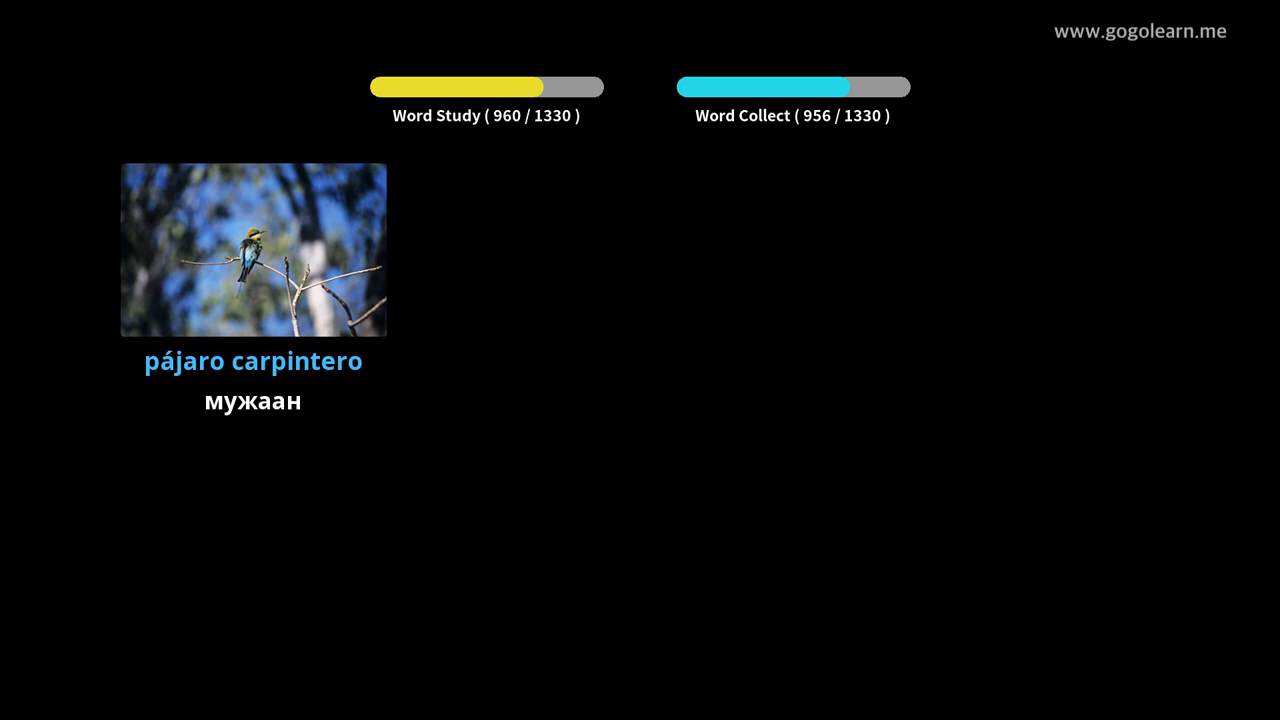 www.gogolearn.me
Word Study ( 960 / 1330 )
Word Collect ( 956 / 1330 )
pájaro carpintero
мужаан